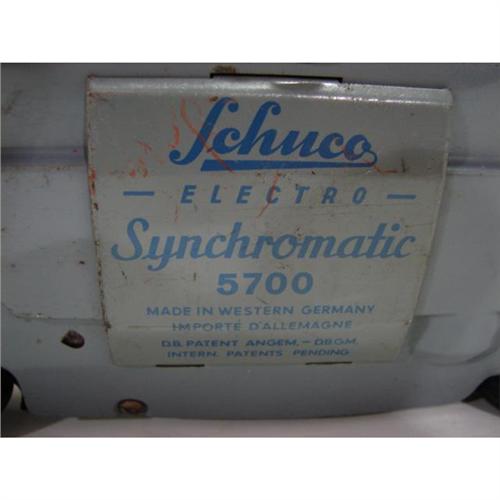 Schuco
— ELECTRO —
Synchromatic
5700
MADE IN WESTERN GERMANY
IMPORTÉ D'ALLEMAGNE
D.B. PATENT ANGEM. – D.B.G.M.
INTERN. PATENTS PENDING